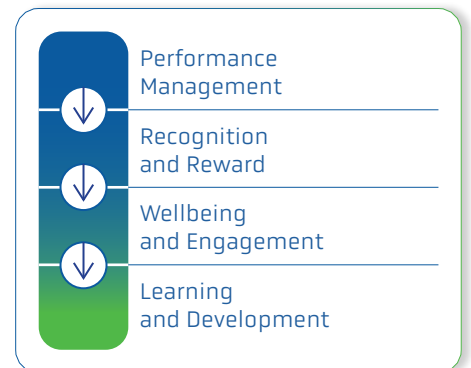 Performance
Management
Recognition
and Reward
Wellbeing
and Engagement
Learning
and Development